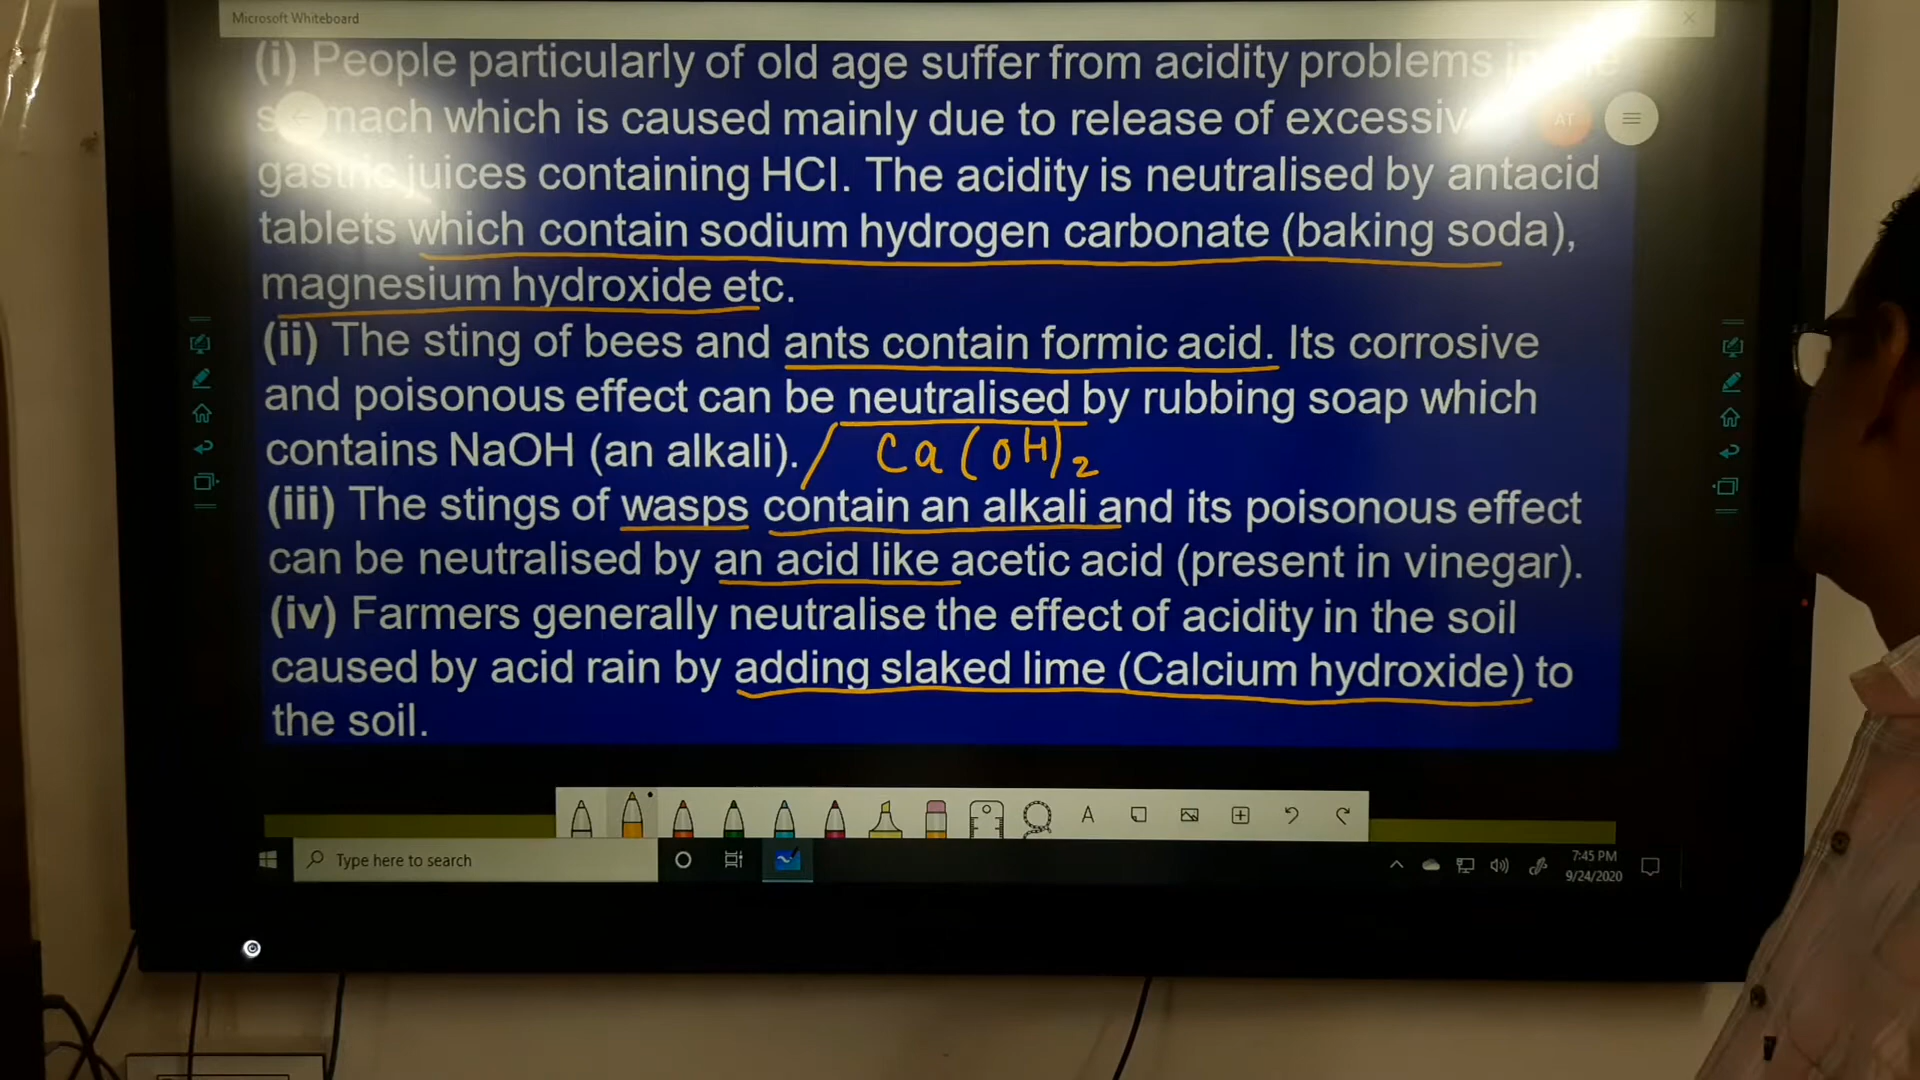 Microsoft Whiteboard
(i) People particularly of old age suffer from acidity problems
which is caused mainly due to release of
gastric juices containing HCl. The acidity is neutralised by antacid
tablets which contain sodium hydrogen carbonate (baking soda),
magnesium hydroxide etc.
(ii) The sting of bees and ants contain formic acid. Its corrosive
and poisonous effect can be neutralised by rubbing soap which
contains NaOH (an alkali). / Ca(OH)2
(iii) The stings of wasps contain an alkali and its poisonous effect
can be neutralised by an acid like acetic acid (present in vinegar).
(iv) Farmers generally neutralise the effect of acidity in the soil
caused by acid rain by adding slaked lime (Calcium hydroxide) to
the soil.
AT
A
Type here to search
7:45 PM
9/24/2020